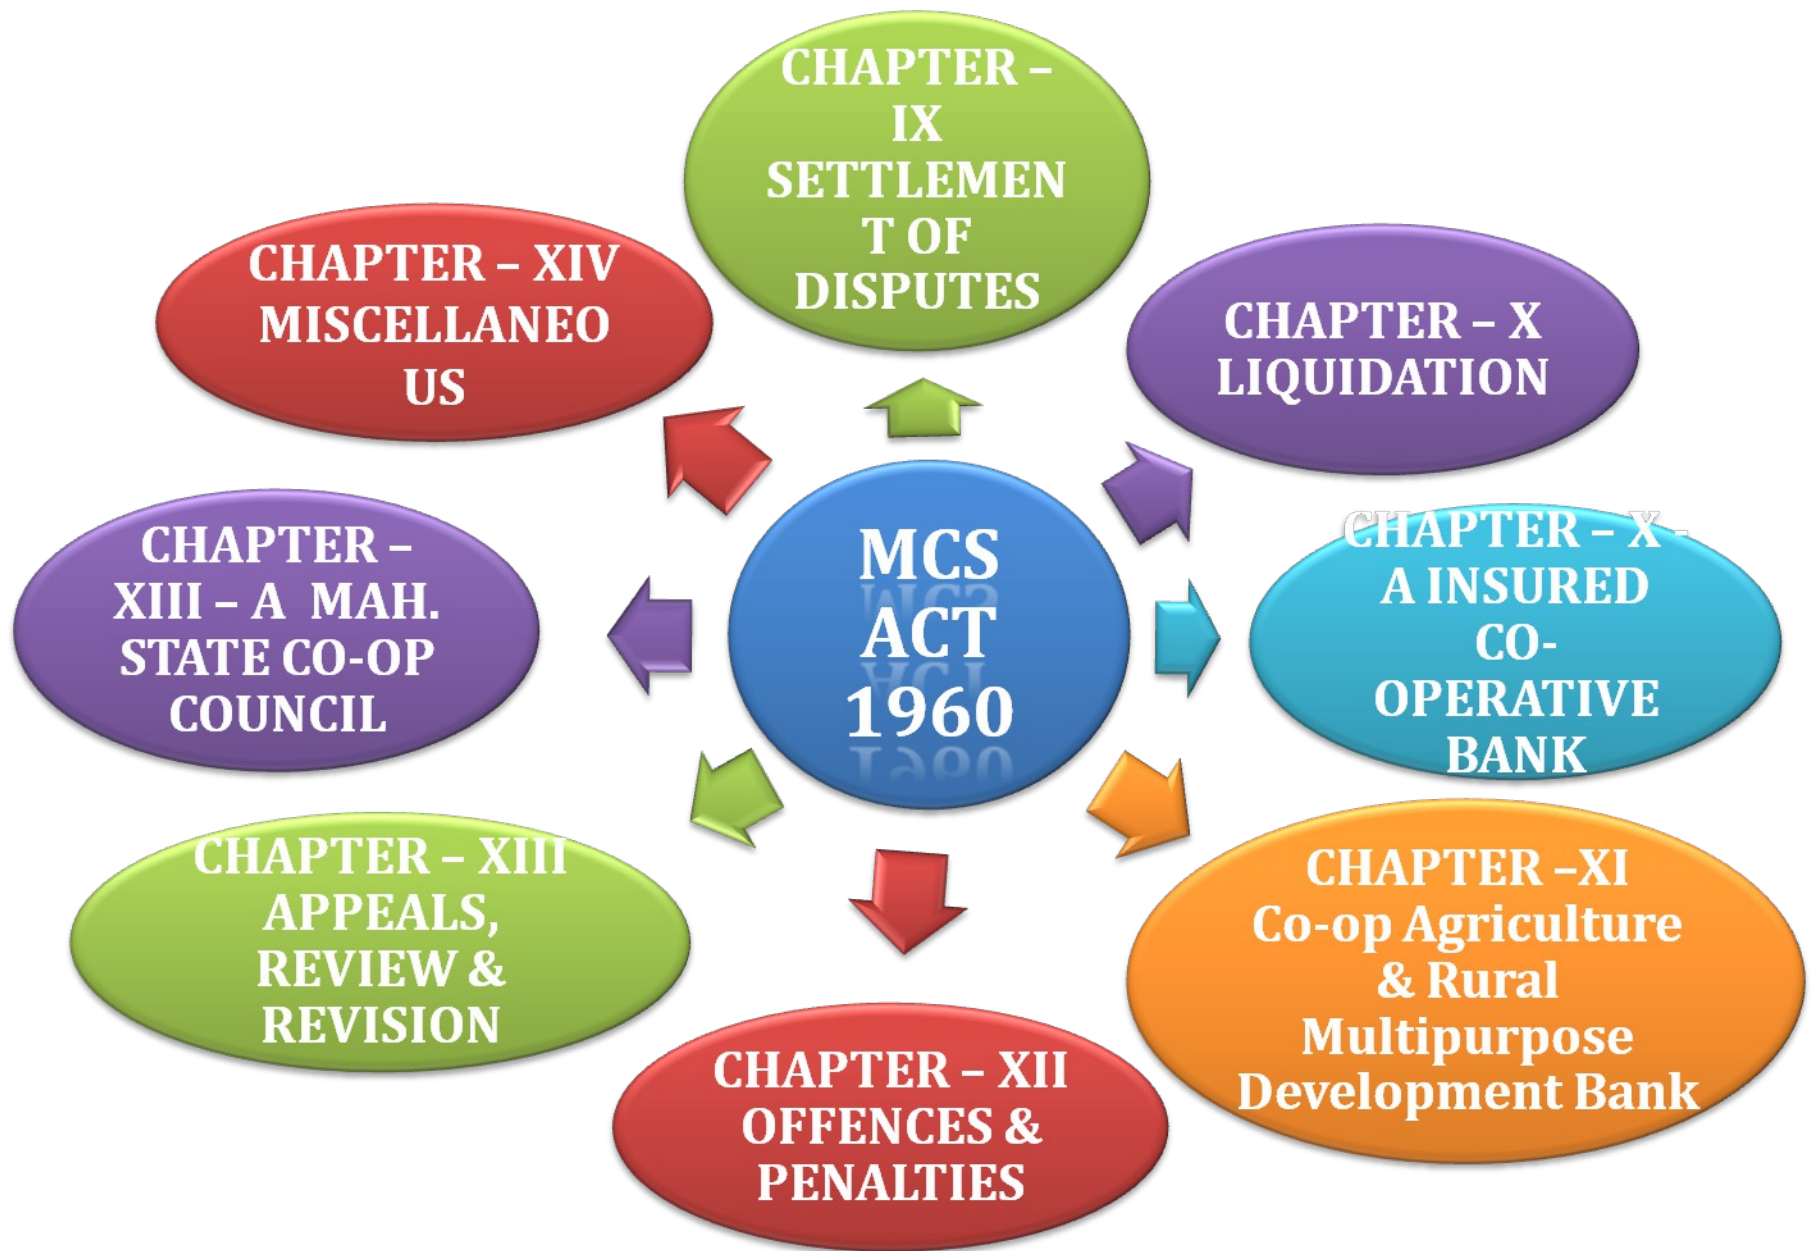 CHAPTER –
IX
SETTLEMEN
T OF
DISPUTES
CHAPTER – X
LIQUIDATION
CHAPTER – X -
A INSURED
CO-
OPERATIVE
BANK
CHAPTER –XI
Co-op Agriculture
& Rural
Multipurpose
Development Bank
CHAPTER – XII
OFFENCES &
PENALTIES
CHAPTER – XIII
APPEALS,
REVIEW &
REVISION
CHAPTER –
XIII – A  MAH.
STATE CO-OP
COUNCIL
CHAPTER – XIV
MISCELLANEO
US
MCS
ACT
1960